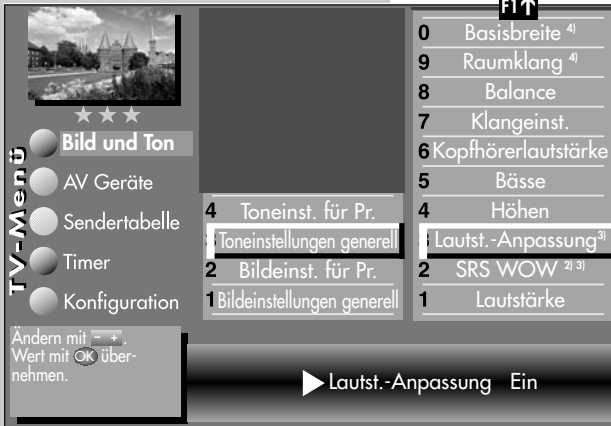 F1↑
0 Basisbreite 4)
9 Raumklang 4)
8 Balance
7 Klangeinst.
6 Kopfhörerlautstärke
5 Bässe
4 Höhen
3 Lautst.-Anpassung 3)
2 SRS WOW 2) 3)
1 Lautstärke
TV-Menü
Bild und Ton
AV Geräte
Sendertabelle
Timer
Konfiguration
4 Toneinst. für Pr.
3 Toneinstellungen generell
2 Bildeinst. für Pr.
1 Bildeinstellungen generell
Ändern mit - + .
Wert mit OK über-
nehmen.
Lautst.-Anpassung Ein